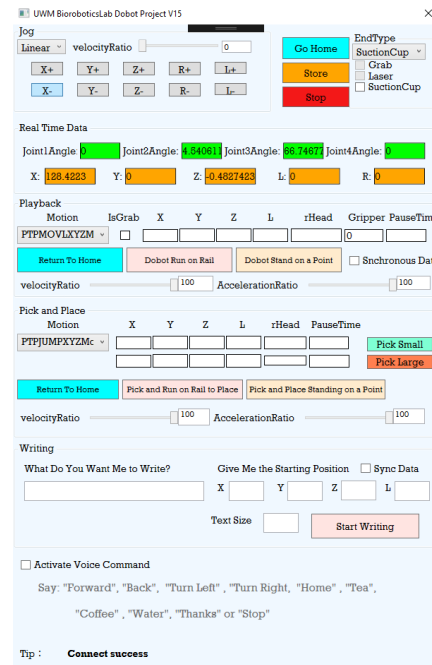 UWM BioroboticsLab Dobot Project V15
Jog
Linear velocityRatio 0
X+ Y+ Z+ R+ L+
X- Y- Z- R- L-
Go Home
Store
Stop
EndType
SuctionCup
Grab
Laser
SuctionCup
Real Time Data
Joint1Angle: 0 Joint2Angle: 4.640611 Joint3Angle: 66.74677 Joint4Angle: 0
X: 128.4223 Y: 0 Z: -0.4827423 L: 0 R: 0
Playback
Motion IsGrab X Y Z L rHead Gripper PauseTim
PTPMOVLXYZM 0
Return To Home Dobot Run on Rail Dobot Stand on a Point Snchronous Dat
velocityRatio 100 AccelerationRatio 100
Pick and Place
Motion X Y Z L rHead PauseTime
PTPJUMPXYZMc Pick Small
Pick Large
Return To Home Pick and Run on Rail to Place Pick and Place Standing on a Point
velocityRatio 100 AccelerationRatio 100
Writing
What Do You Want Me to Write? Give Me the Starting Position Sync Data
X Y Z L
Text Size Start Writing
Activate Voice Command
Say: "Forward", "Back", "Turn Left" , "Turn Right, "Home" , "Tea",
"Coffee" , "Water", "Thanks" or "Stop"
Tip : Connect success